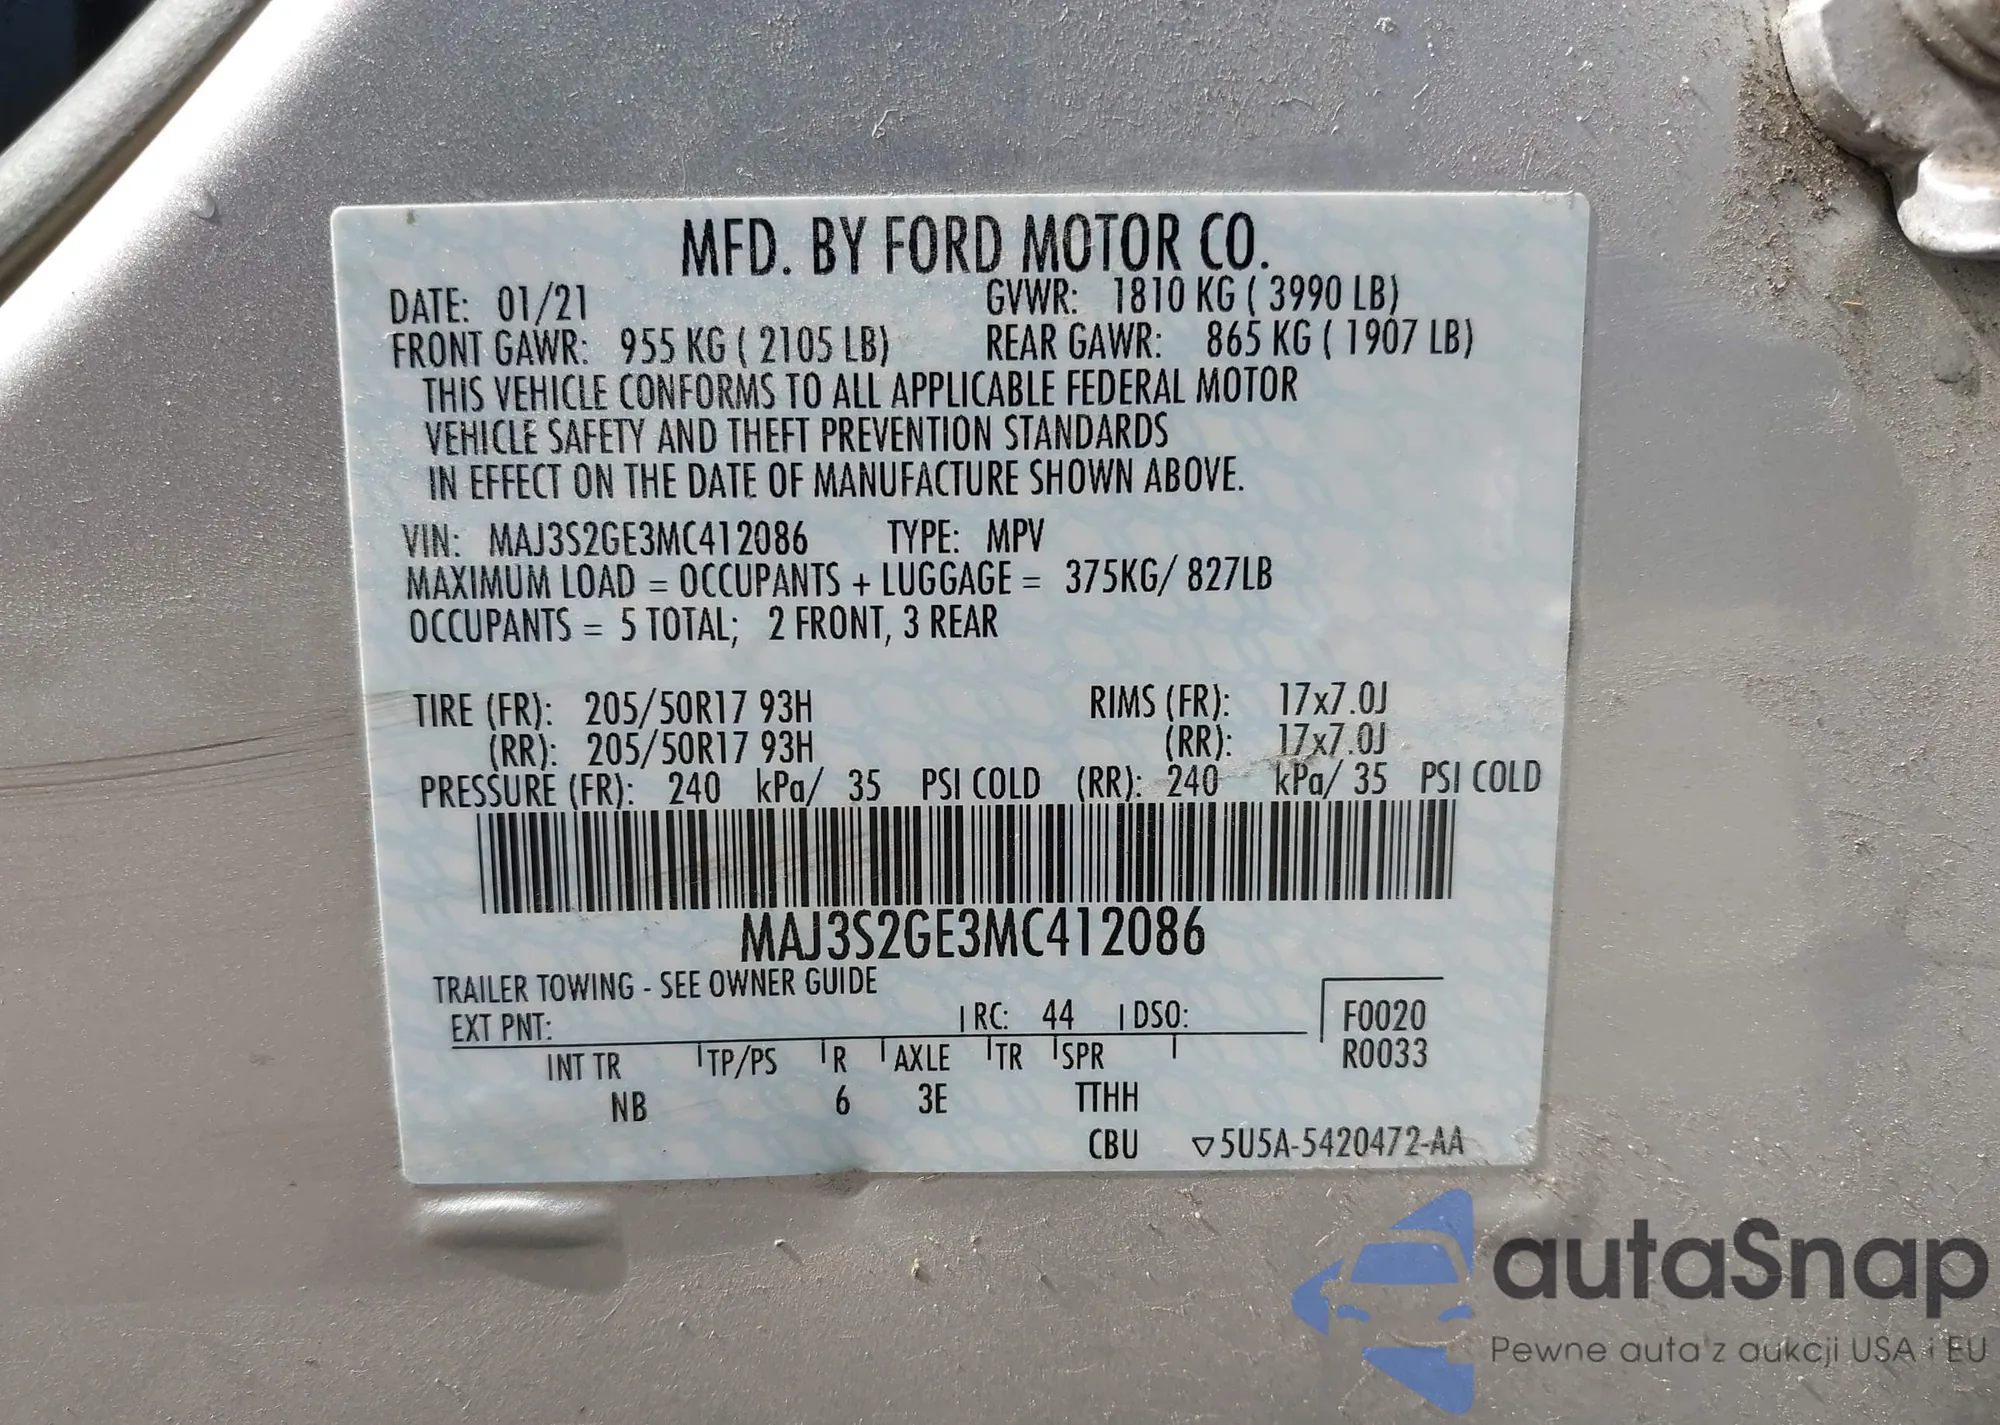 MFD. BY FORD MOTOR CO.
DATE: 01/21 GVWR: 1810 KG ( 3990 LB)
FRONT GAWR: 955 KG ( 2105 LB) REAR GAWR: 865 KG ( 1907 LB)
THIS VEHICLE CONFORMS TO ALL APPLICABLE FEDERAL MOTOR
VEHICLE SAFETY AND THEFT PREVENTION STANDARDS
IN EFFECT ON THE DATE OF MANUFACTURE SHOWN ABOVE.
VIN: MAJ3S2GE3MC412086 TYPE: MPV
MAXIMUM LOAD = OCCUPANTS + LUGGAGE = 375KG/ 827LB
OCCUPANTS = 5 TOTAL; 2 FRONT, 3 REAR
TIRE (FR): 205/50R17 93H RIMS (FR): 17x7.0J
(RR): 205/50R17 93H (RR): 17x7.0J
PRESSURE (FR): 240 kPa/ 35 PSI COLD (RR): 240 kPa/ 35 PSI COLD
MAJ3S2GE3MC412086
TRAILER TOWING - SEE OWNER GUIDE
EXT PNT: RC: 44 DSO: F0020
INT TR TP/PS R AXLE TR SPR R0033
NB 6 3E TTHH
CBU ▽5U5A-5420472-AA
autoSnap
Pewne auta z aukcji USA i EU